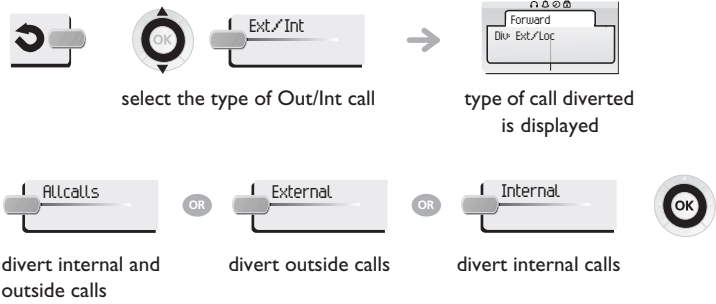 OK
Ext/Int
Forward
Div: Ext/Loc
select the type of Out/Int call
type of call diverted
is displayed
Allcalls
OR
External
OR
Internal
OK
divert internal and
outside calls
divert outside calls
divert internal calls